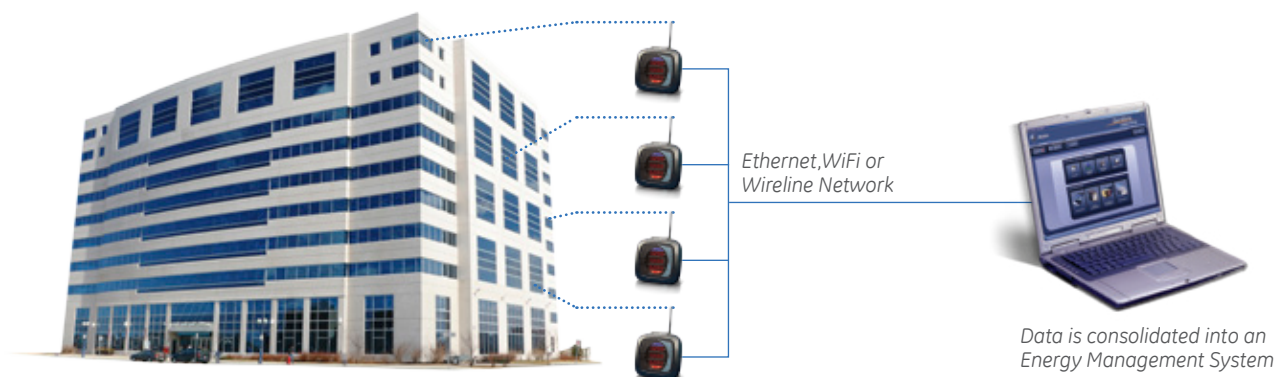 Ethernet,WiFi or
Wireline Network
Data is consolidated into an
Energy Management System